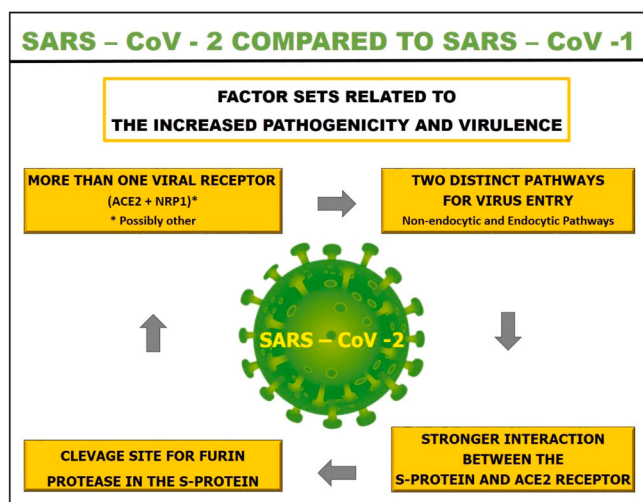 SARS – CoV - 2 COMPARED TO SARS – CoV -1
FACTOR SETS RELATED TO
THE INCREASED PATHOGENICITY AND VIRULENCE
MORE THAN ONE VIRAL RECEPTOR
(ACE2 + NRP1)*
* Possibly other
TWO DISTINCT PATHWAYS
FOR VIRUS ENTRY
Non-endocytic and Endocytic Pathways
SARS – CoV -2
CLEVAGE SITE FOR FURIN
PROTEASE IN THE S-PROTEIN
STRONGER INTERACTION
BETWEEN THE
S-PROTEIN AND ACE2 RECEPTOR